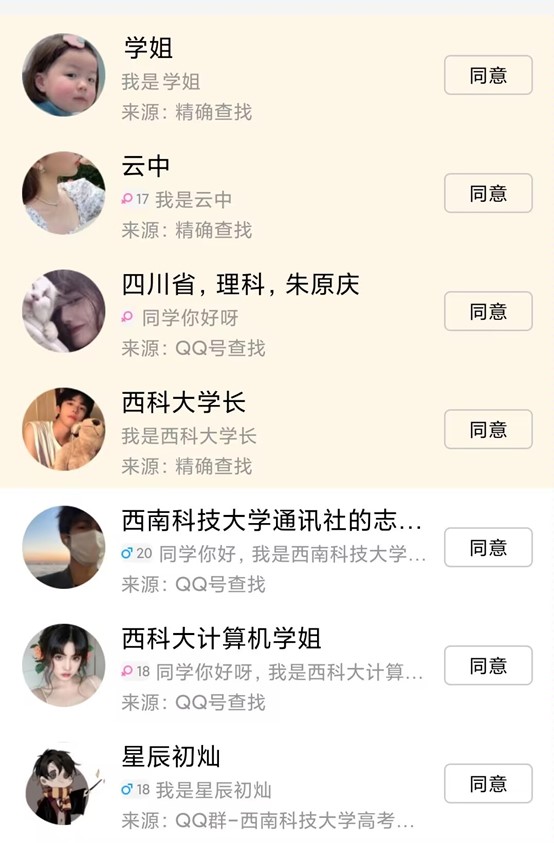 学姐
我是学姐
同意
来源：精确查找
云中
17 我是云中
同意
来源：精确查找
四川省，理科，朱原庆
同学你好呀
同意
来源：QQ号查找
西科大学长
我是西科大学长
同意
来源：精确查找
西南科技大学通讯社的志...
20 同学你好，我是西南科技大学...
同意
来源：QQ号查找
西科大计算机学姐
18 同学你好呀，我是西科大计算...
同意
来源：QQ号查找
星辰初灿
18 我是星辰初灿
同意
来源：QQ群-西南科技大学高考...